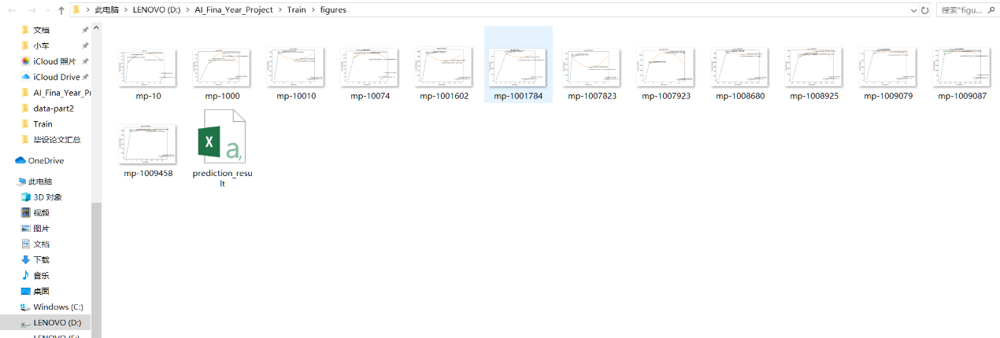 此电脑 > LENOVO (D:) > AI_Fina_Year_Project > Train > figures
搜索"figu...
文档
小车
iCloud 照片
iCloud Drive
AI_Fina_Year_Pr
data-part2
Train
毕设论文汇总
OneDrive
此电脑
3D 对象
视频
图片
文档
下载
音乐
桌面
Windows (C:)
LENOVO (D:)
mp-10
mp-1000
mp-10010
mp-10074
mp-1001602
mp-1001784
mp-1007823
mp-1007923
mp-1008680
mp-1008925
mp-1009079
mp-1009087
mp-1009458
X
a,
prediction_resu
lt